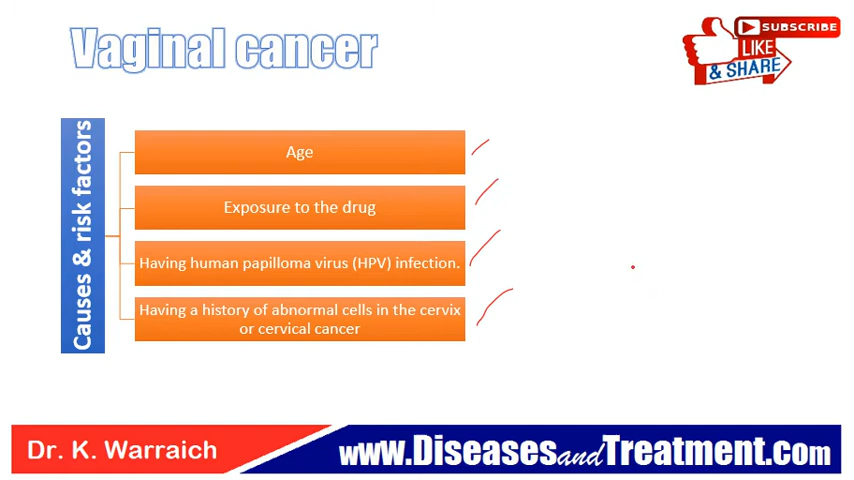 Vaginal cancer
SUBSCRIBE
LIKE
& SHARE
Causes & risk factors
Age
Exposure to the drug
Having human papilloma virus (HPV) infection.
Having a history of abnormal cells in the cervix
or cervical cancer
Dr. K. Warraich
www.DiseasesandTreatment.com